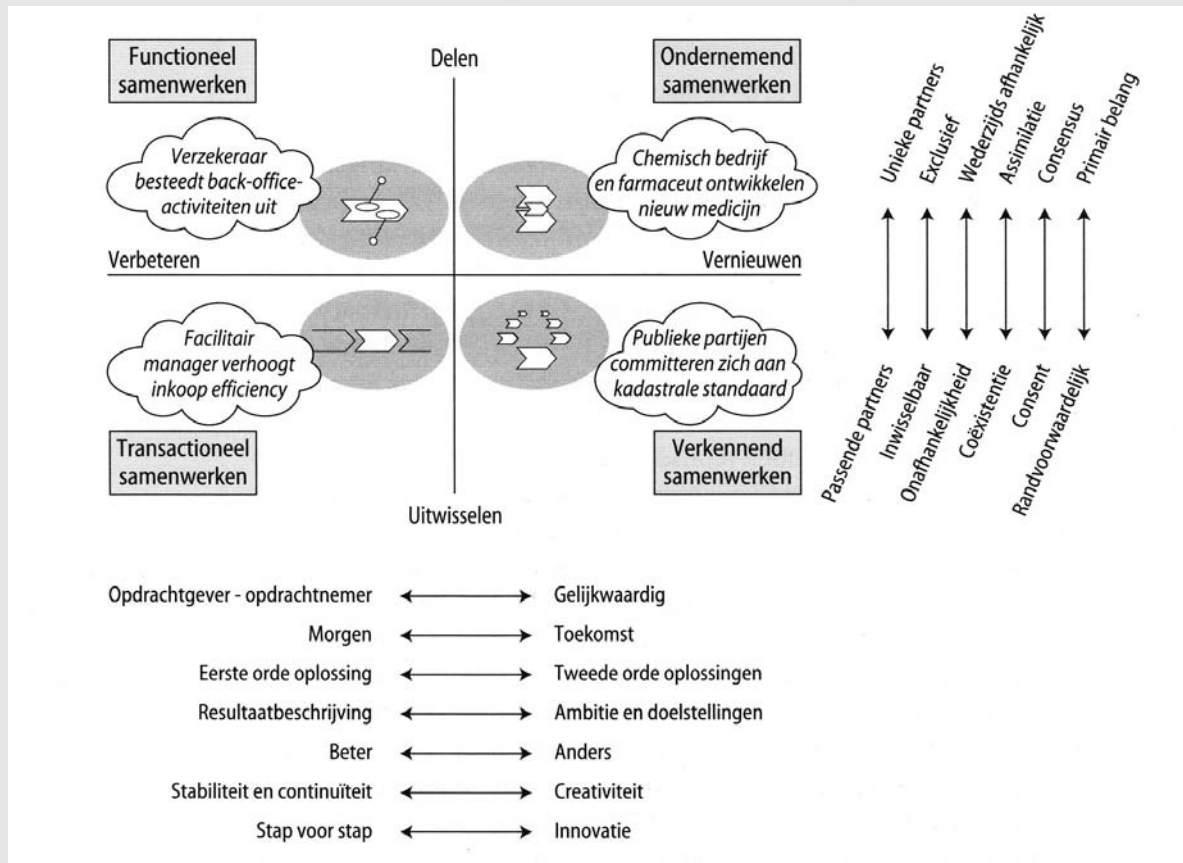 Functioneel
samenwerken
Delen
Ondernemend
samenwerken
Verzekeraar
besteedt back-office-
activiteiten uit
Chemisch bedrijf
en farmaceut ontwikkelen
nieuw medicijn
Verbeteren
Vernieuwen
Facilitair
manager verhoogt
inkoop efficiency
Publieke partijen
committeren zich aan
kadastrale standaard
Transactioneel
samenwerken
Verkennend
samenwerken
Uitwisselen
Unieke partners
Exclusief
Wederzijds afhankelijk
Assimilatie
Consensus
Primair belang
Passende partners
Inwisselbaar
Onafhankelijkheid
Coëxistentie
Consent
Randvoorwaardelijk
Opdrachtgever - opdrachtnemer Gelijkwaardig
Morgen Toekomst
Eerste orde oplossing Tweede orde oplossingen
Resultaatbeschrijving Ambitie en doelstellingen
Beter Anders
Stabiliteit en continuïteit Creativiteit
Stap voor stap Innovatie